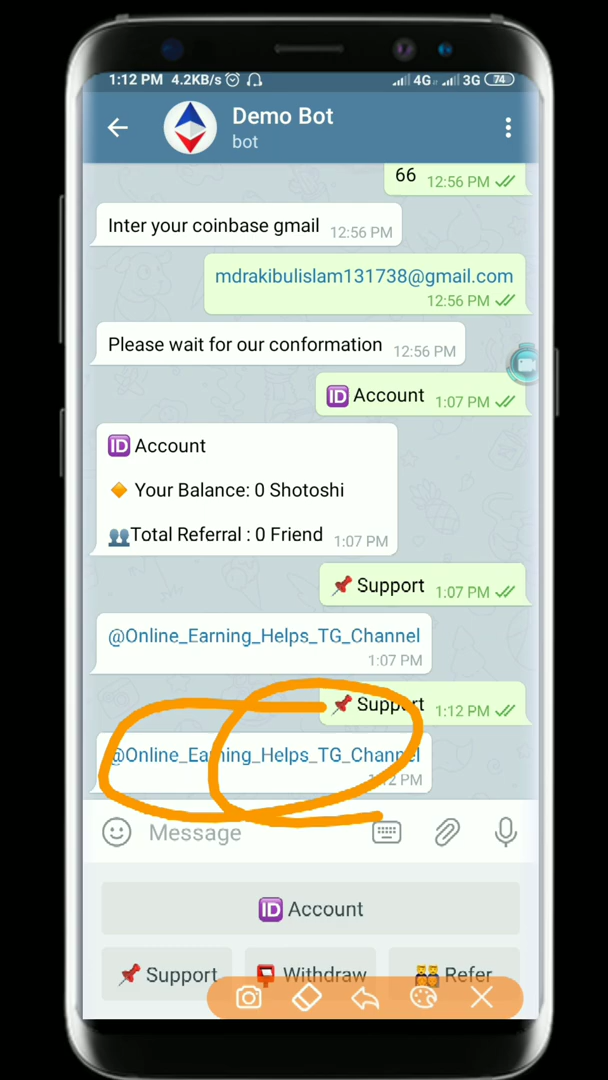 1:12 PM 4.2KB/s 4G 3G 74
Demo Bot
bot
66 12:56 PM
Inter your coinbase gmail 12:56 PM
mdrakibulislam131738@gmail.com
12:56 PM
Please wait for our conformation 12:56 PM
🆔 Account 1:07 PM
🆔 Account
🔸 Your Balance: 0 Shotoshi
👥Total Referral : 0 Friend 1:07 PM
📌 Support 1:07 PM
@Online_Earning_Helps_TG_Channel
1:07 PM
📌 Support 1:12 PM
@Online_Earning_Helps_TG_Channel
1:12 PM
Message
🆔 Account
📌 Support 📮 Withdraw 👭 Refer